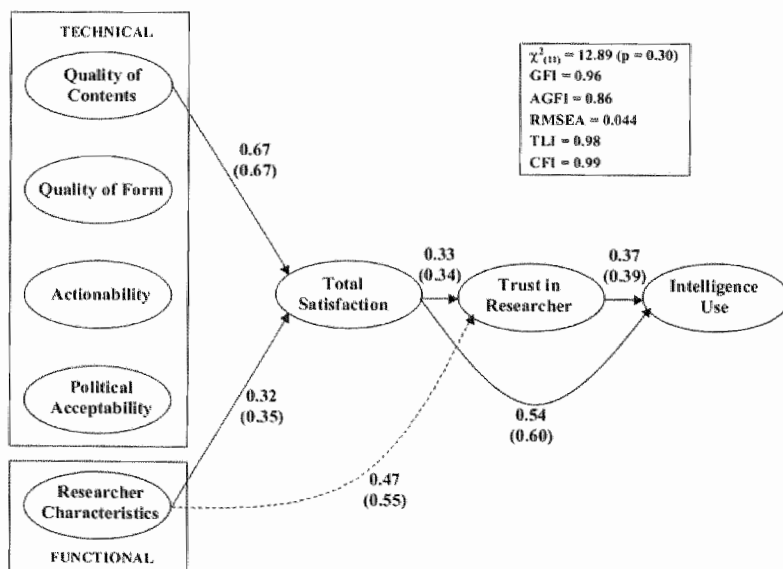 TECHNICAL
Quality of
Contents
Quality of Form
Actionability
Political
Acceptability
Researcher
Characteristics
FUNCTIONAL
0.67
(0.67)
0.32
(0.35)
0.47
(0.55)
Total
Satisfaction
0.33
(0.34)
Trust in
Researcher
0.37
(0.39)
Intelligence
Use
0.54
(0.60)
χ²(11) = 12.89 (p = 0.30)
GFI = 0.96
AGFI = 0.86
RMSEA = 0.044
TLI = 0.98
CFI = 0.99